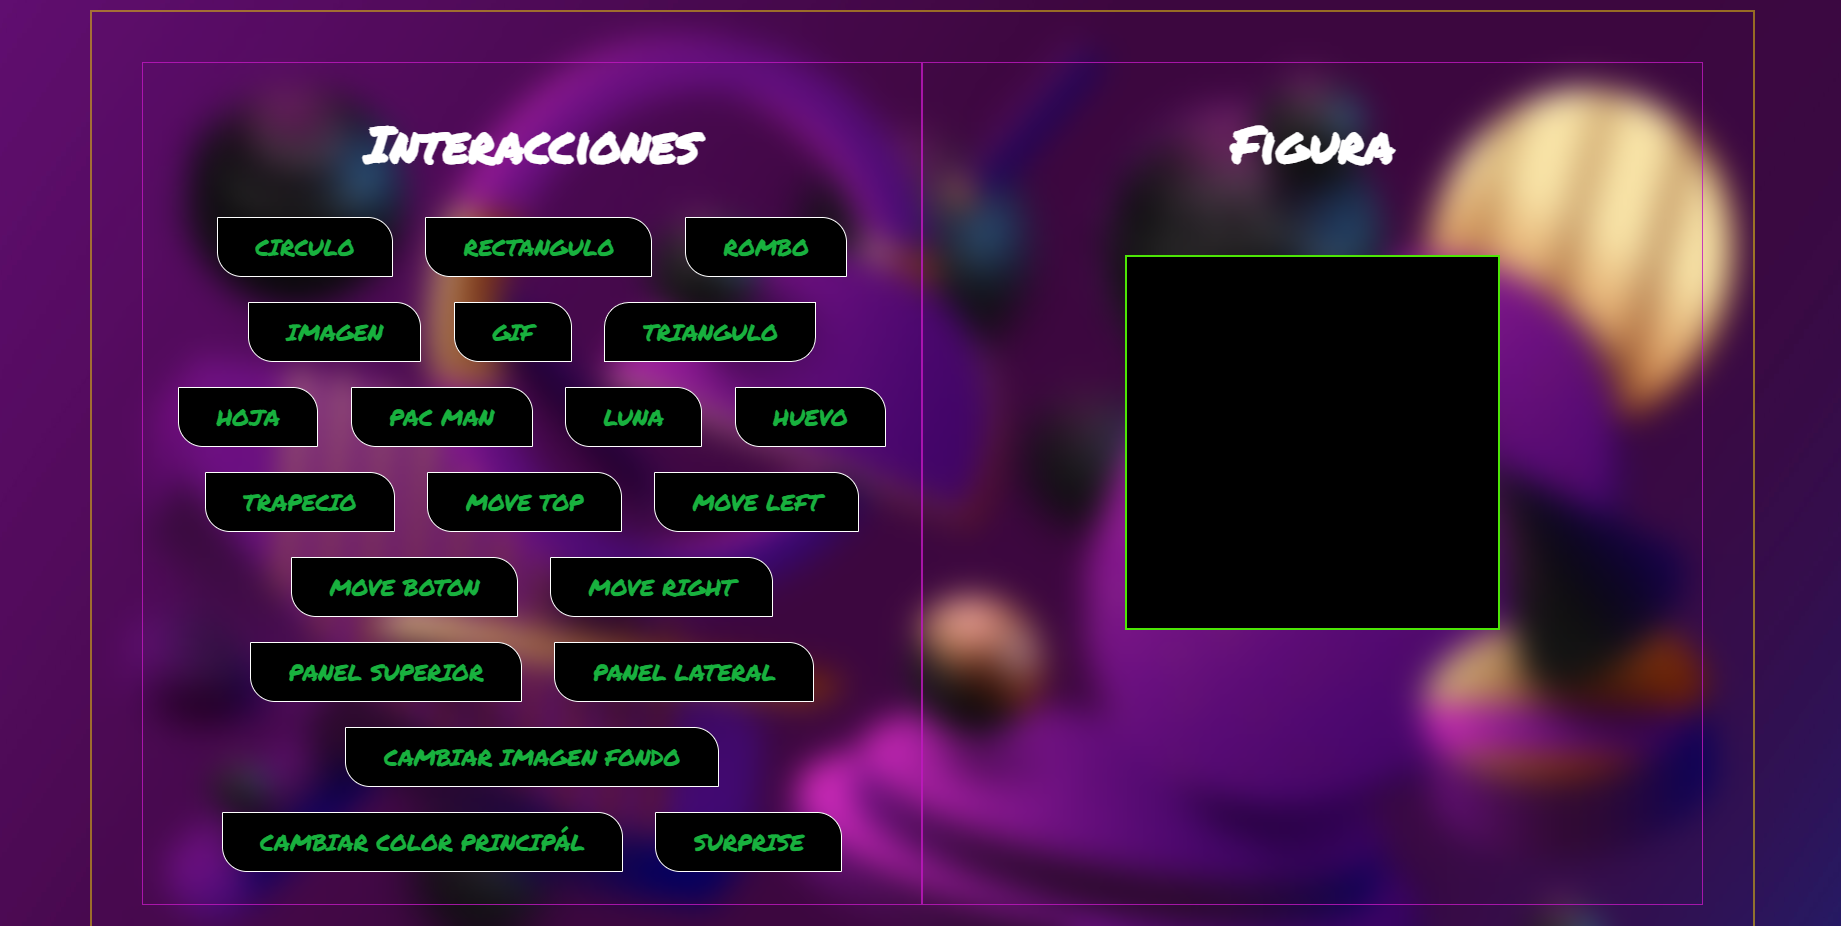 INTERACCIONES
FIGURA
CIRCULO RECTANGULO ROMBO
IMAGEN GIF TRIANGULO
HOJA PAC MAN LUNA HUEVO
TRAPECIO MOVE TOP MOVE LEFT
MOVE BOTON MOVE RIGHT
PANEL SUPERIOR PANEL LATERAL
CAMBIAR IMAGEN FONDO
CAMBIAR COLOR PRINCIPÁL SURPRISE